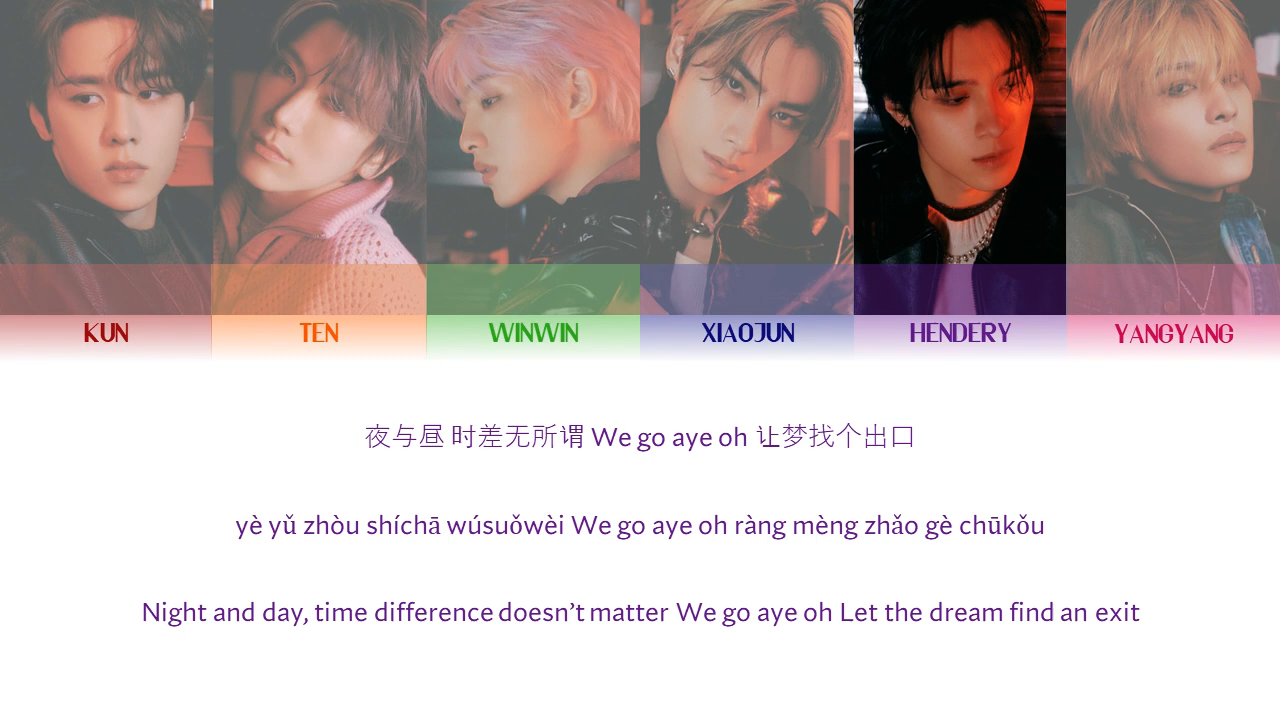 KUN TEN WINWIN XIAOJUN HENDERY YANGYANG
夜与昼 时差无所谓 We go aye oh 让梦找个出口
yè yǔ zhòu shíchā wúsuǒwèi We go aye oh ràng mèng zhǎo gè chūkǒu
Night and day, time difference doesn’t matter We go aye oh Let the dream find an exit